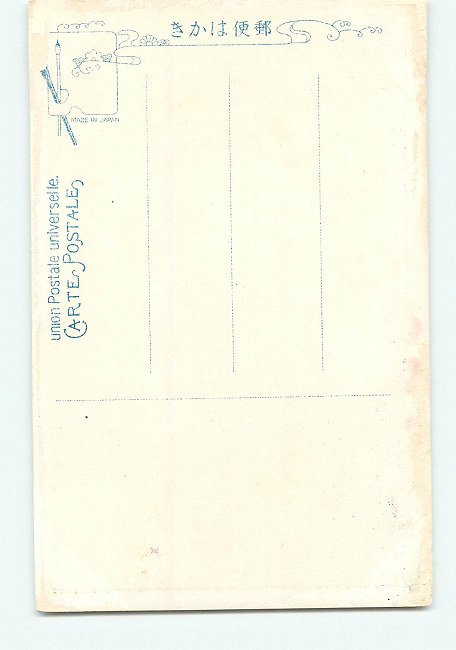 郵便はかき
MADE IN JAPAN
union Postale universelle.
CARTE POSTALE